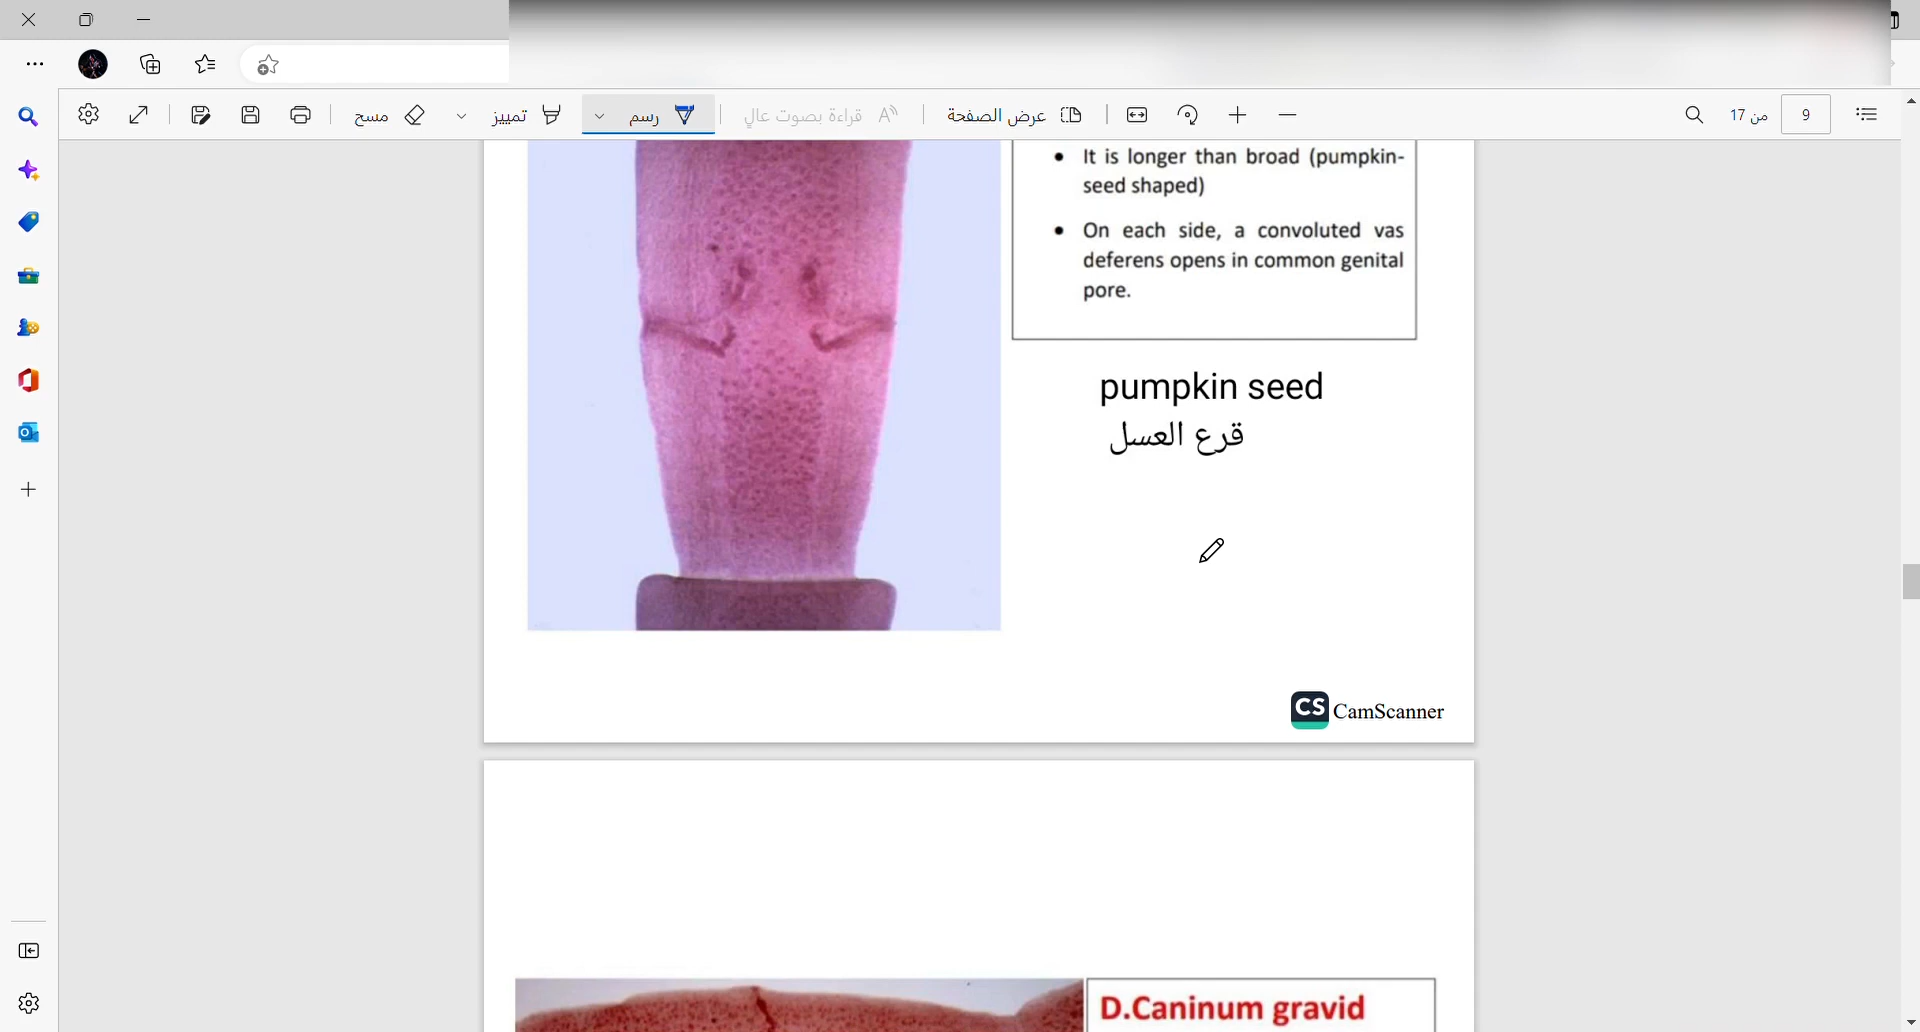 مسح
تمييز
رسم
قراءة بصوت عالٍ
عرض الصفحة
من 17
9
• It is longer than broad (pumpkin-
seed shaped)
• On each side, a convoluted vas
deferens opens in common genital
pore.
pumpkin seed
قرع العسل
CS CamScanner
D.Caninum gravid